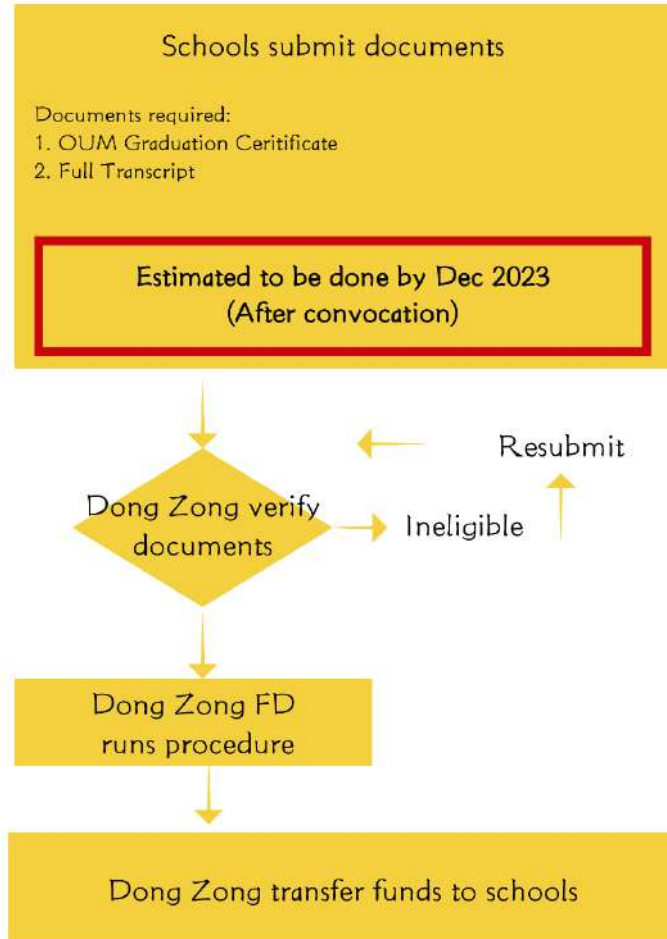 Schools submit documents
Documents required:
1. OUM Graduation Ceritificate
2. Full Transcript
Estimated to be done by Dec 2023
(After convocation)
Resubmit
Dong Zong verify
documents
Ineligible
Dong Zong FD
runs procedure
Dong Zong transfer funds to schools